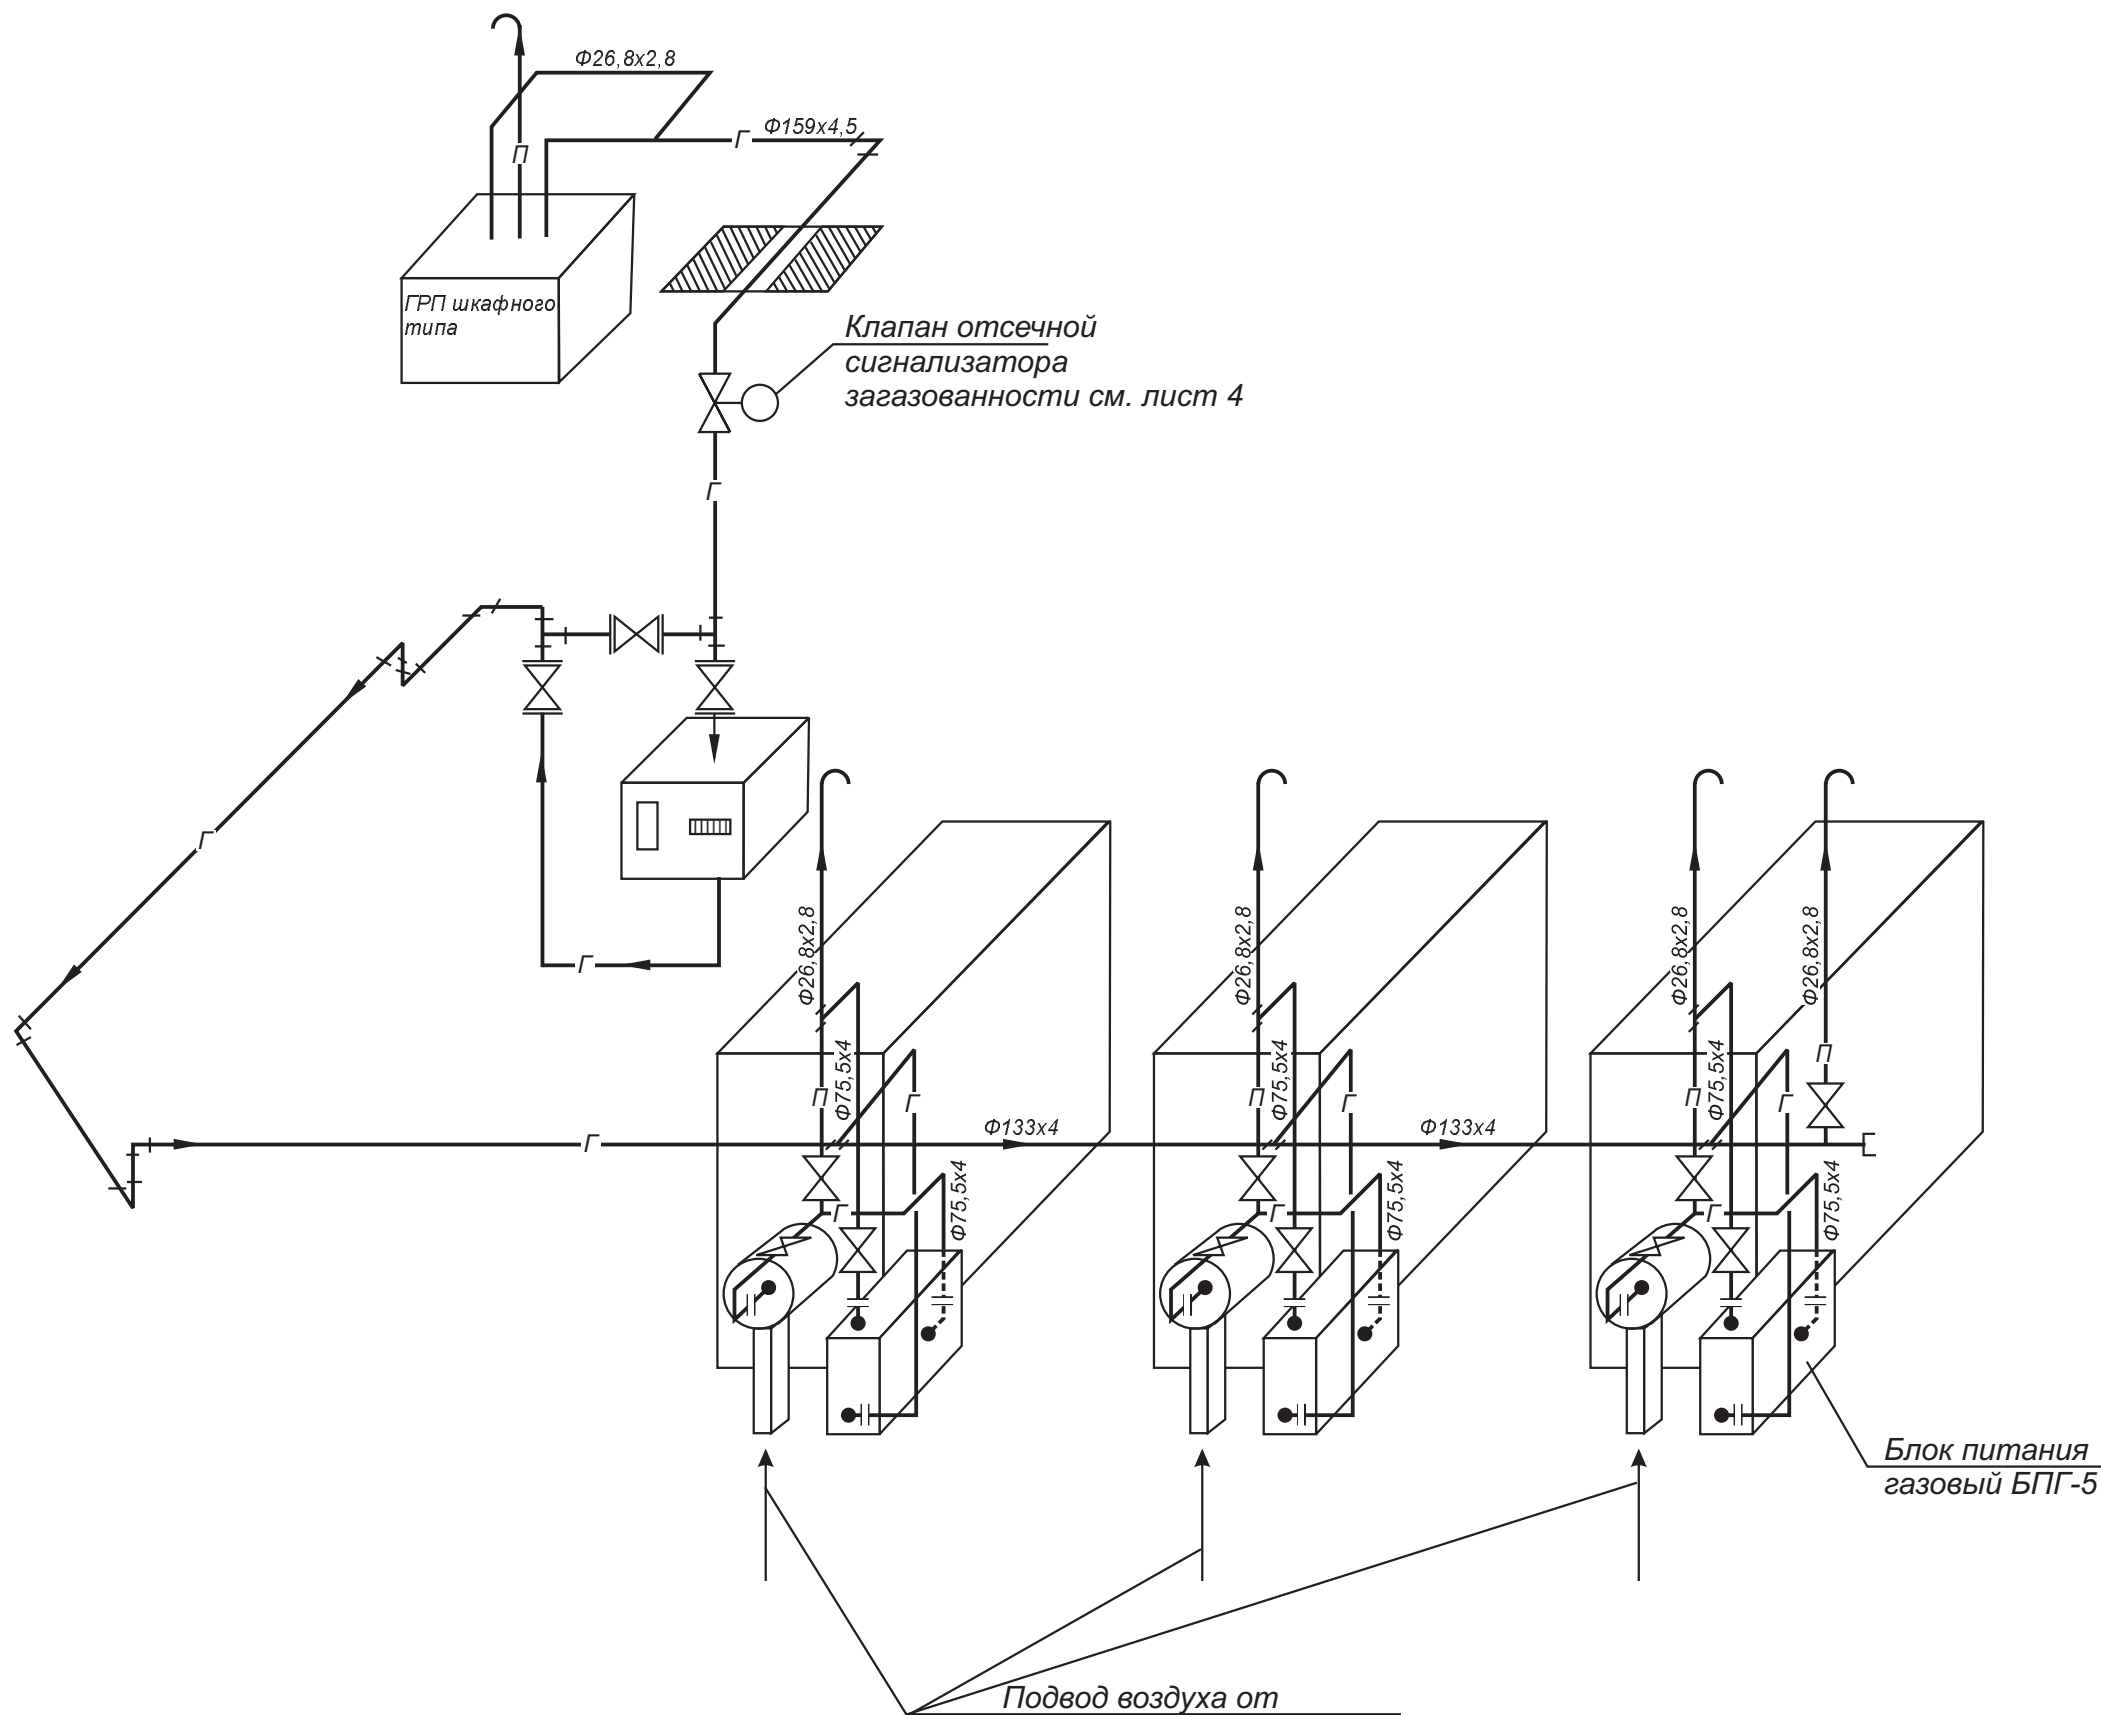 Ф26,8х2,8
Г
Ф159х4,5
П
ГРП шкафного
типа
Клапан отсечной
сигнализатора
загазованности см. лист 4
Г
Г
Г
Ф26,8х2,8
Ф26,8х2,8
Ф26,8х2,8
Ф26,8х2,8
Ф75,5х4
Ф75,5х4
Ф75,5х4
П
П
П
П
Г
Г
Г
Г
Ф133х4
Ф133х4
Ф75,5х4
Ф75,5х4
Ф75,5х4
Г
Г
Г
Блок питания
газовый БПГ-5
Подвод воздуха от